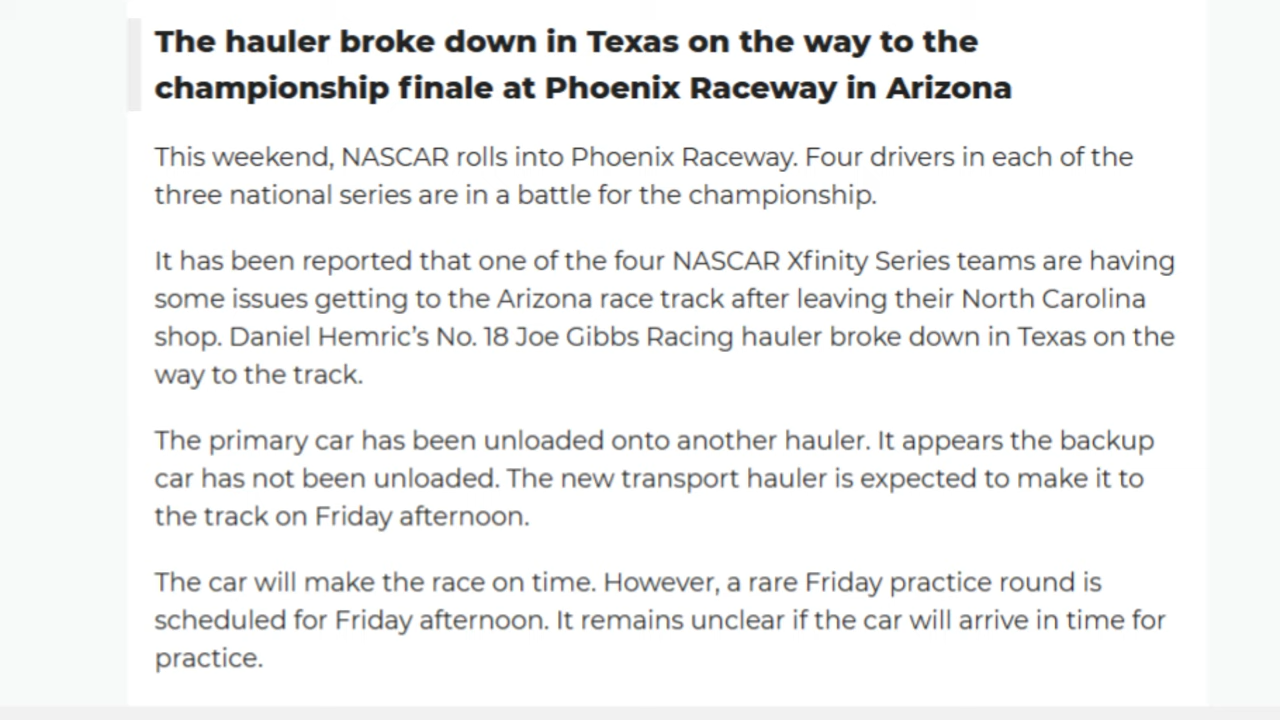 The hauler broke down in Texas on the way to the
championship finale at Phoenix Raceway in Arizona
This weekend, NASCAR rolls into Phoenix Raceway. Four drivers in each of the
three national series are in a battle for the championship.
It has been reported that one of the four NASCAR Xfinity Series teams are having
some issues getting to the Arizona race track after leaving their North Carolina
shop. Daniel Hemric’s No. 18 Joe Gibbs Racing hauler broke down in Texas on the
way to the track.
The primary car has been unloaded onto another hauler. It appears the backup
car has not been unloaded. The new transport hauler is expected to make it to
the track on Friday afternoon.
The car will make the race on time. However, a rare Friday practice round is
scheduled for Friday afternoon. It remains unclear if the car will arrive in time for
practice.